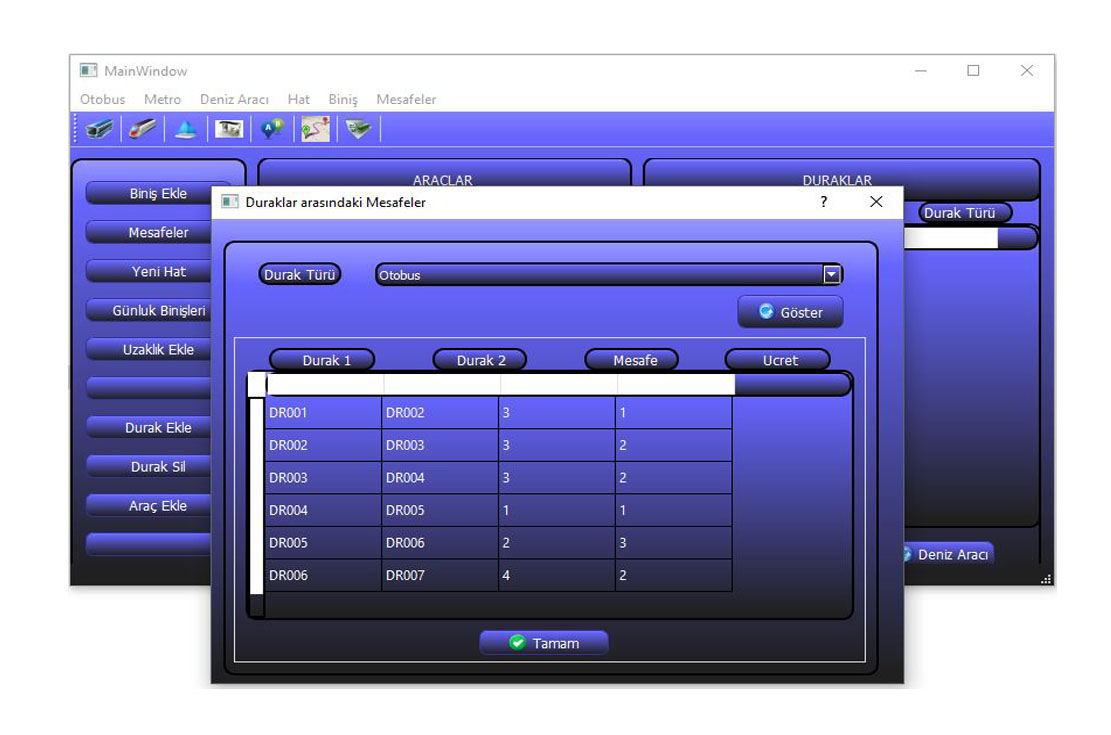 MainWindow
Otobus Metro Deniz Aracı Hat Biniş Mesafeler
ARAÇLAR
DURAKLAR
Durak Türü
Biniş Ekle
Mesafeler
Yeni Hat
Günluk Binişleri
Uzaklık Ekle
Durak Ekle
Durak Sil
Araç Ekle
Deniz Aracı
Duraklar arasındaki Mesafeler ?
Durak Türü Otobus
Göster
Durak 1 Durak 2 Mesafe Ucret
DR001 DR002 3 1
DR002 DR003 3 2
DR003 DR004 3 2
DR004 DR005 1 1
DR005 DR006 2 3
DR006 DR007 4 2
Tamam